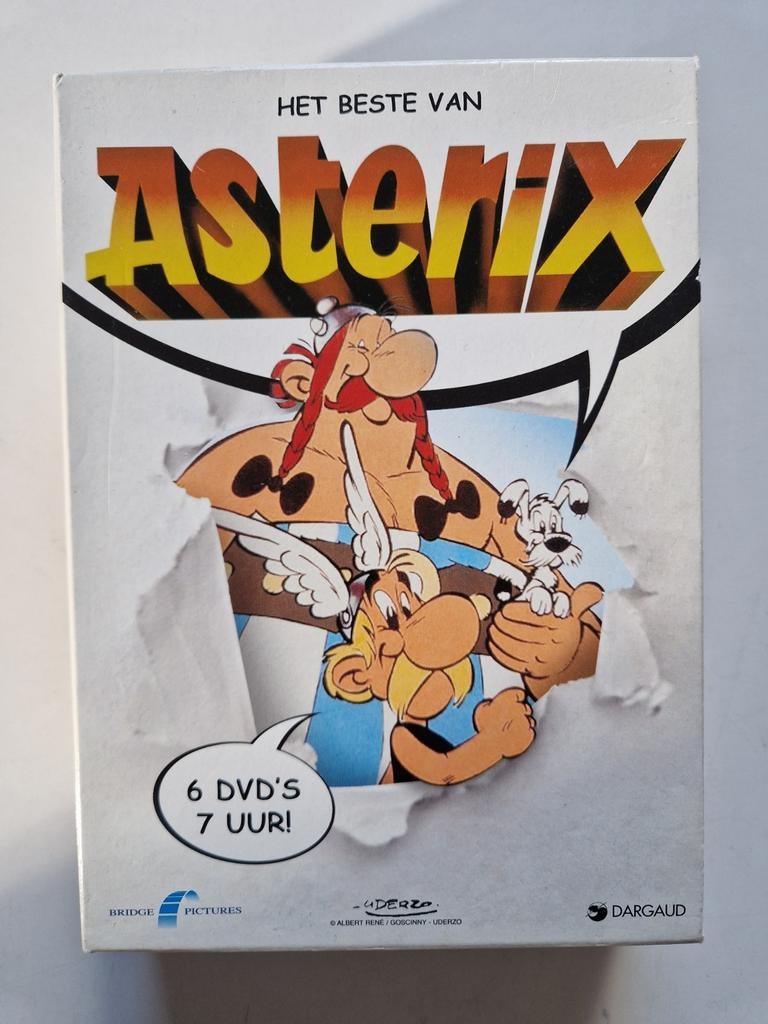 HET BESTE VAN
Asterix
6 DVD'S
7 UUR!
BRIDGE PICTURES
UDERZO.
© ALBERT RENÉ / GOSCINNY - UDERZO
DARGAUD